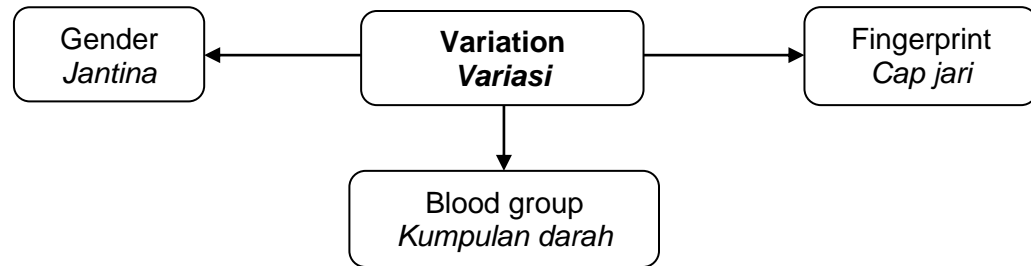 Gender
Jantina
Variation
Variasi
Fingerprint
Cap jari
Blood group
Kumpulan darah